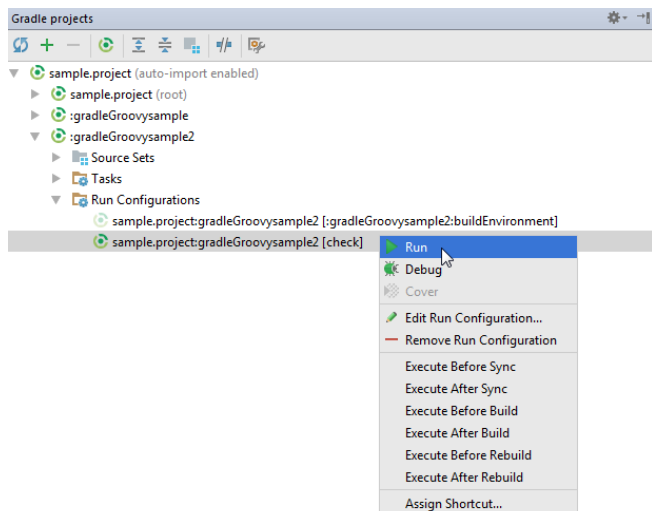 Gradle projects
sample.project (auto-import enabled)
sample.project (root)
:gradleGroovysample
:gradleGroovysample2
Source Sets
Tasks
Run Configurations
sample.project:gradleGroovysample2 [:gradleGroovysample2:buildEnvironment]
sample.project:gradleGroovysample2 [check]
Run
Debug
Cover
Edit Run Configuration...
Remove Run Configuration
Execute Before Sync
Execute After Sync
Execute Before Build
Execute After Build
Execute Before Rebuild
Execute After Rebuild
Assign Shortcut...